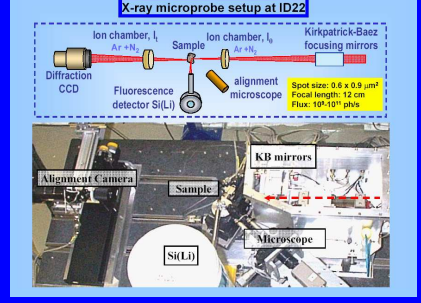 X-ray microprobe setup at ID22
Ion chamber, I₁
Ar +N₂
Sample
Ion chamber, I₀
Ar +N₂
Kirkpatrick-Baez
focusing mirrors
Diffraction
CCD
Fluorescence
detector Si(Li)
alignment
microscope
Spot size: 0.6 x 0.9 µm²
Focal length: 12 cm
Flux: 10⁹-10¹¹ ph/s
KB mirrors
Alignment Camera
Sample
Microscope
Si(Li)